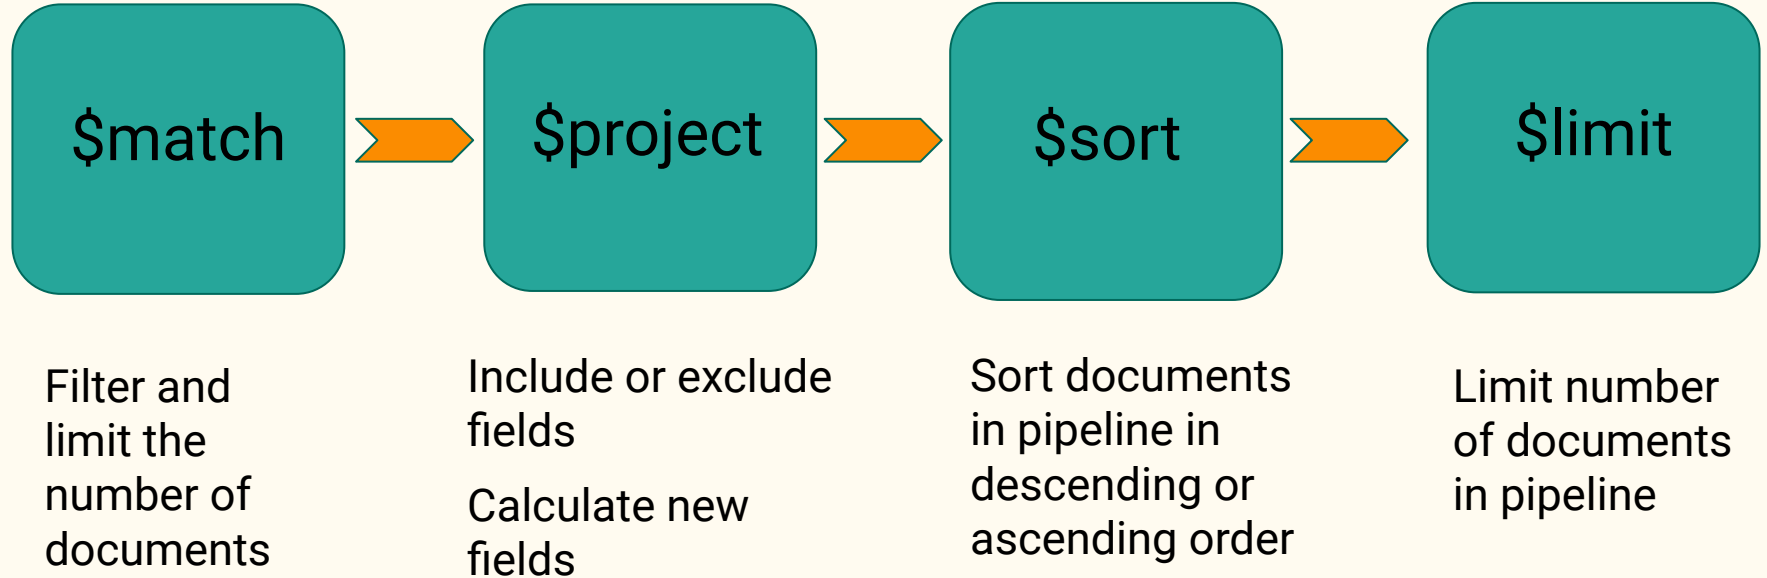 $match
$project
$sort
$limit
Filter and
limit the
number of
documents
Include or exclude
fields
Calculate new
fields
Sort documents
in pipeline in
descending or
ascending order
Limit number
of documents
in pipeline